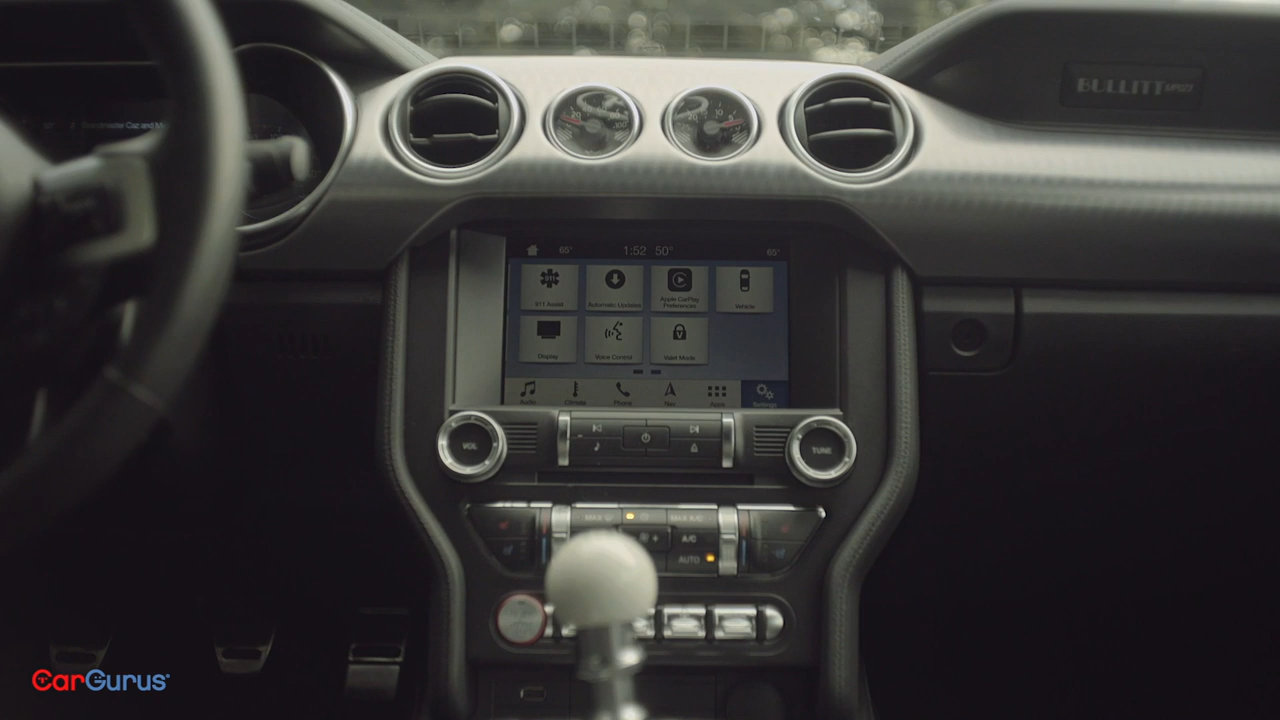 BULLITT
65° 1:52 50° 65°
911 Assist
Automatic Updates
Apple CarPlay
Preferences
Vehicle
Display
Voice Control
Valet Mode
Audio
Climate
Phone
Nav
Apps
Settings
VOL
TUNE
MAX A/C
A/C
AUTO
CarGurus